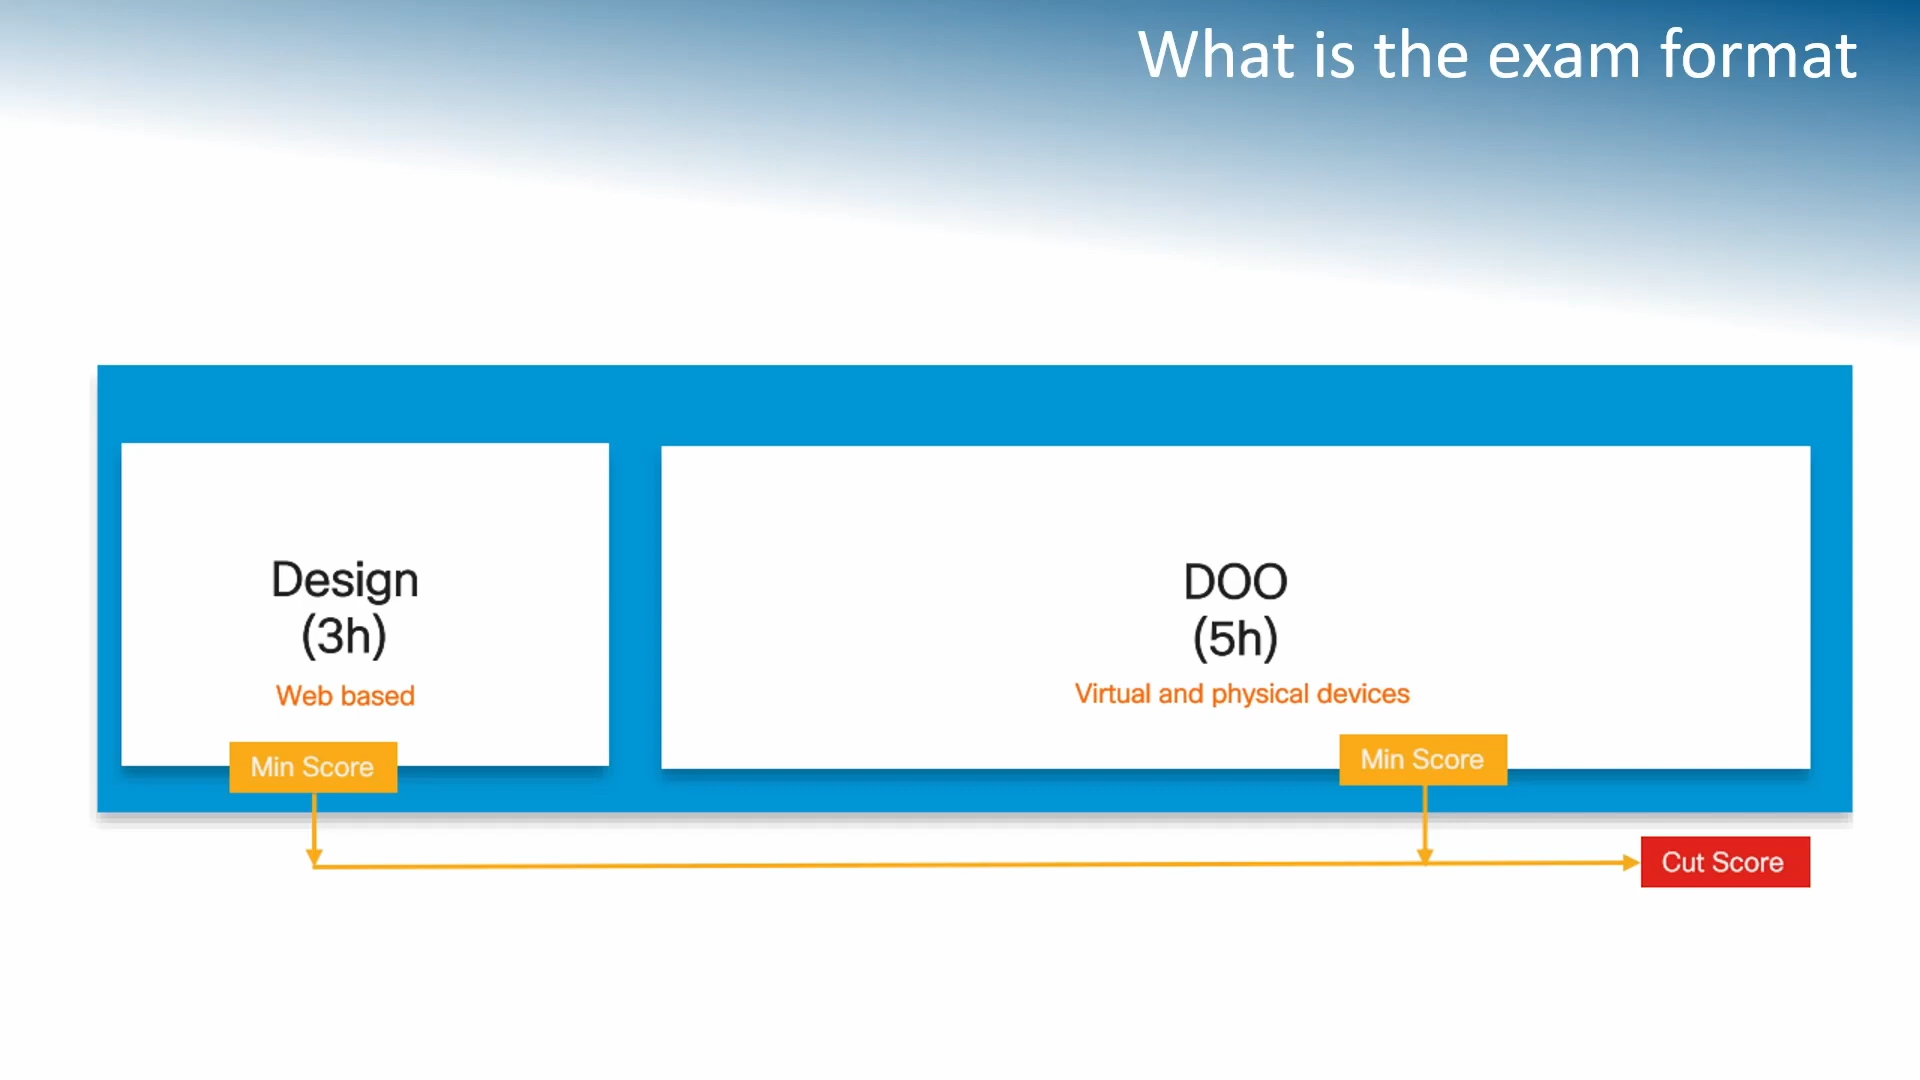 What is the exam format
Design
(3h)
Web based
Min Score
DOO
(5h)
Virtual and physical devices
Min Score
Cut Score